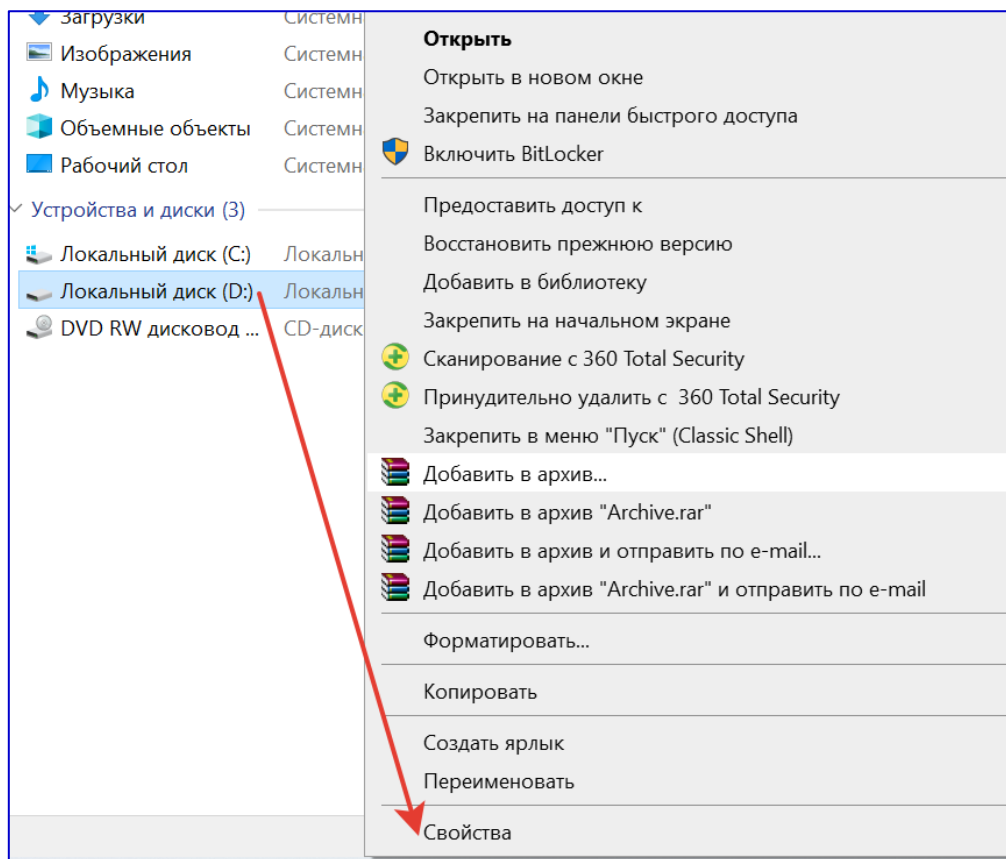 Загрузки Системн
Изображения Системн
Музыка Системн
Объемные объекты Системн
Рабочий стол Системн
Устройства и диски (3)
Локальный диск (C:) Локальн
Локальный диск (D:) Локальн
DVD RW дисковод ... CD-диск
Открыть
Открыть в новом окне
Закрепить на панели быстрого доступа
Включить BitLocker
Предоставить доступ к
Восстановить прежнюю версию
Добавить в библиотеку
Закрепить на начальном экране
Сканирование с 360 Total Security
Принудительно удалить с  360 Total Security
Закрепить в меню "Пуск" (Classic Shell)
Добавить в архив...
Добавить в архив "Archive.rar"
Добавить в архив и отправить по e-mail...
Добавить в архив "Archive.rar" и отправить по e-mail
Форматировать...
Копировать
Создать ярлык
Переименовать
Свойства